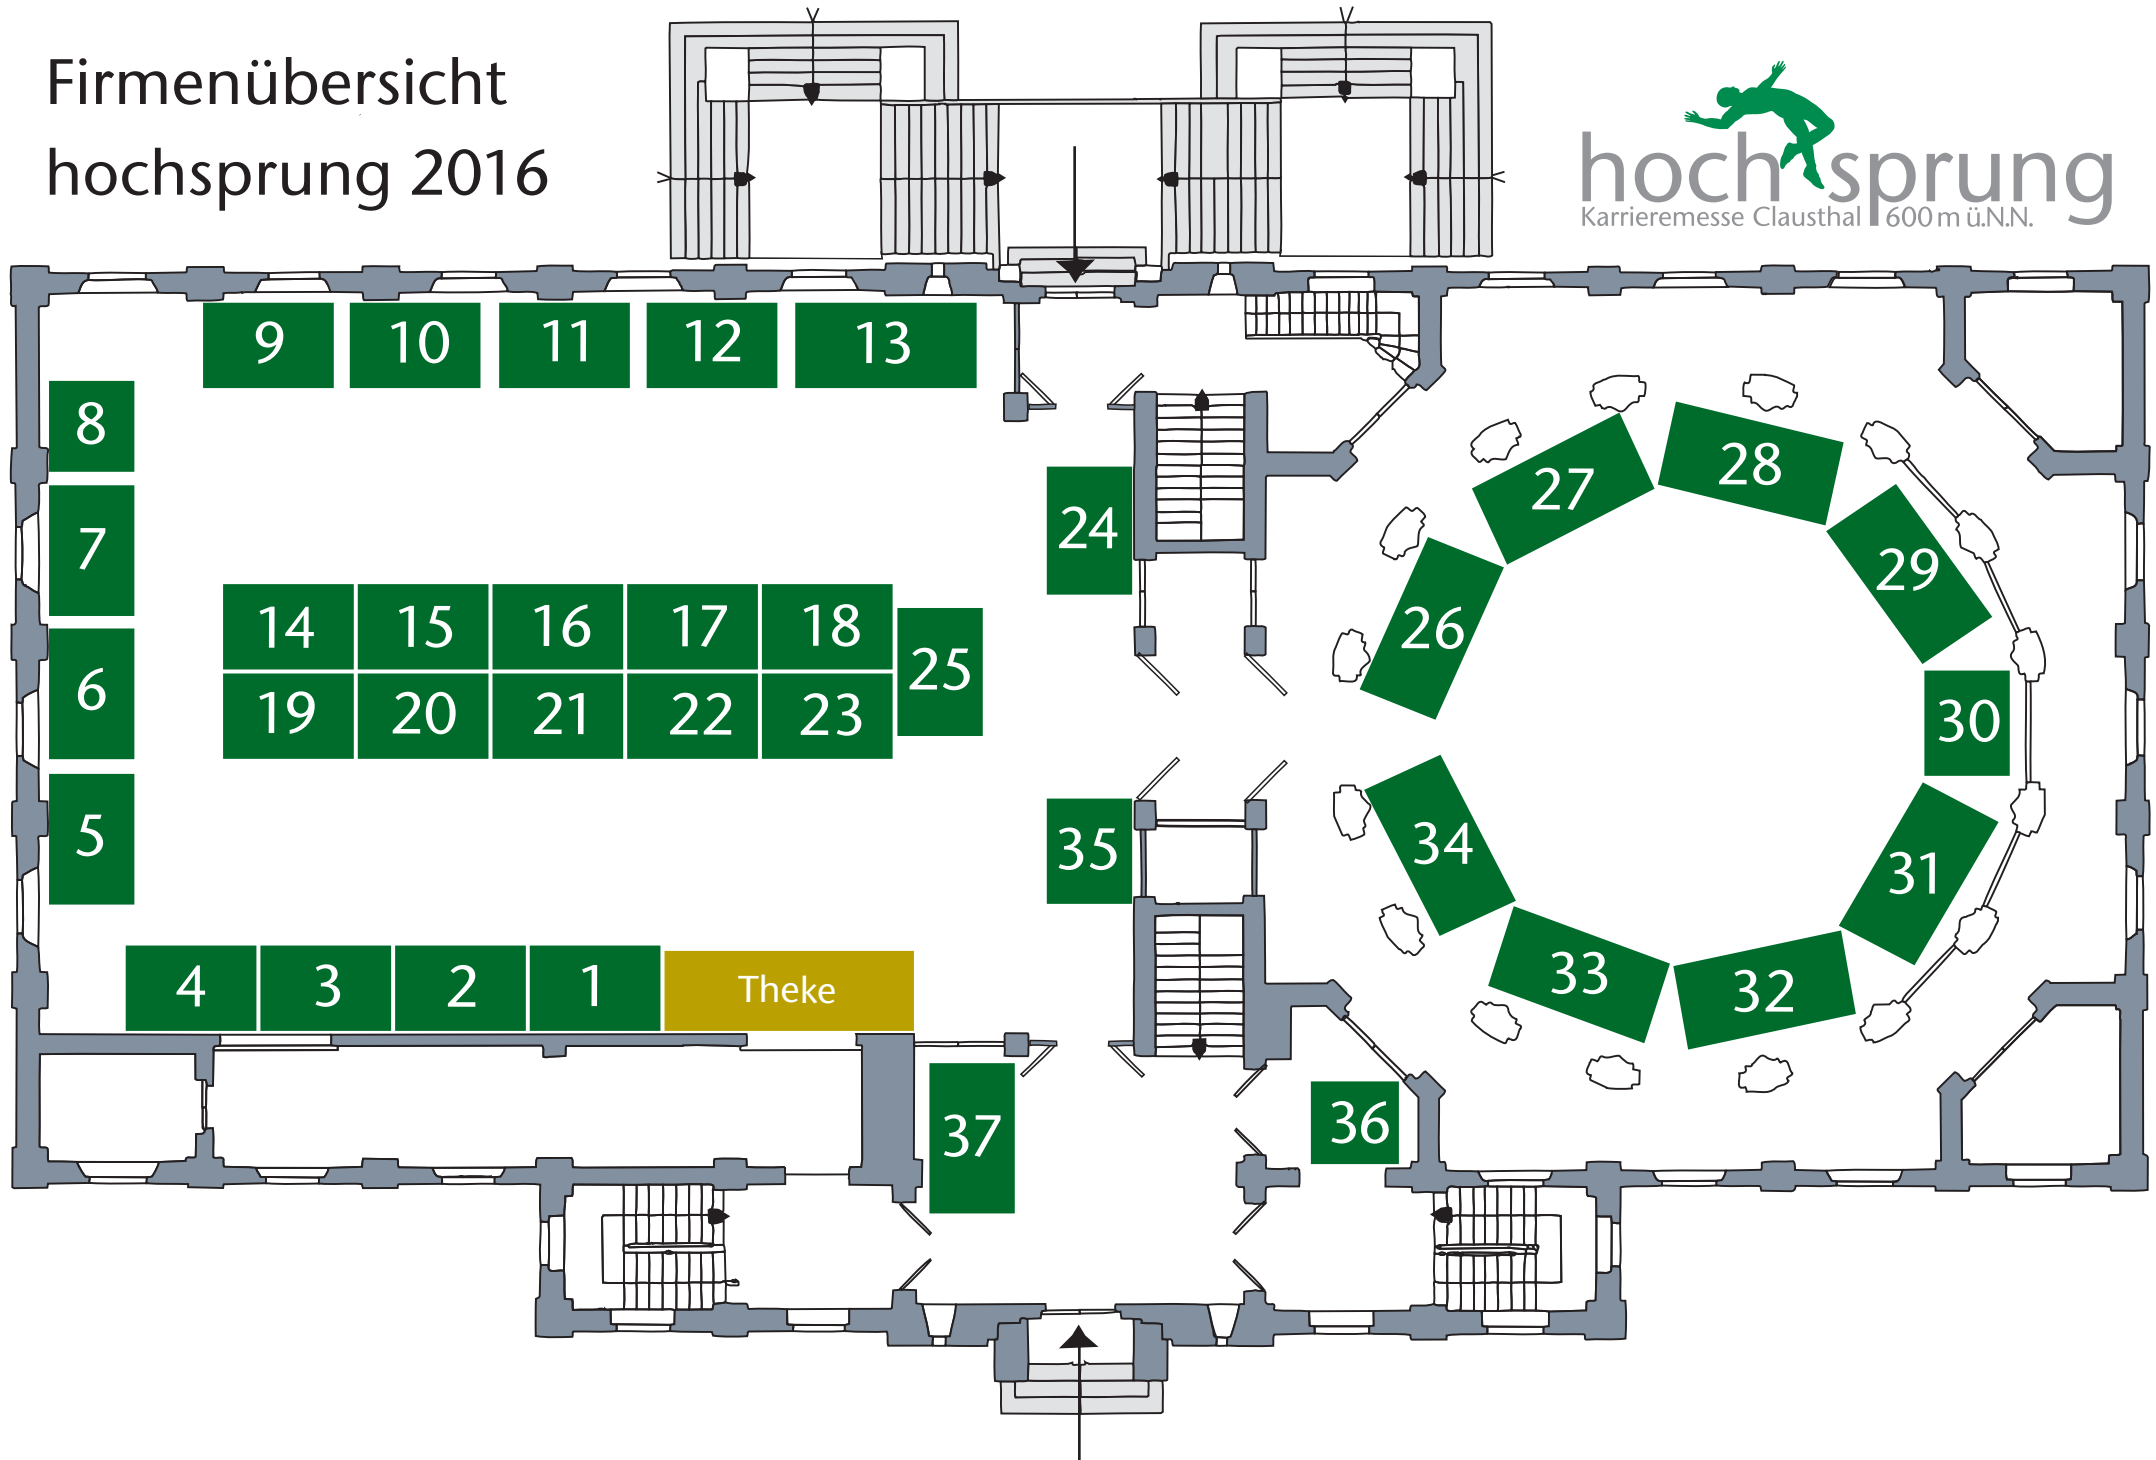 Firmenübersicht
hochsprung 2016
hochsprung
Karrieremesse Clausthal 600 m ü.N.N.
9 10 11 12 13
8
7
6
5
24
14 15 16 17 18
19 20 21 22 23
25
35
4 3 2 1 Theke
37
36
26
27
28
29
30
31
32
33
34